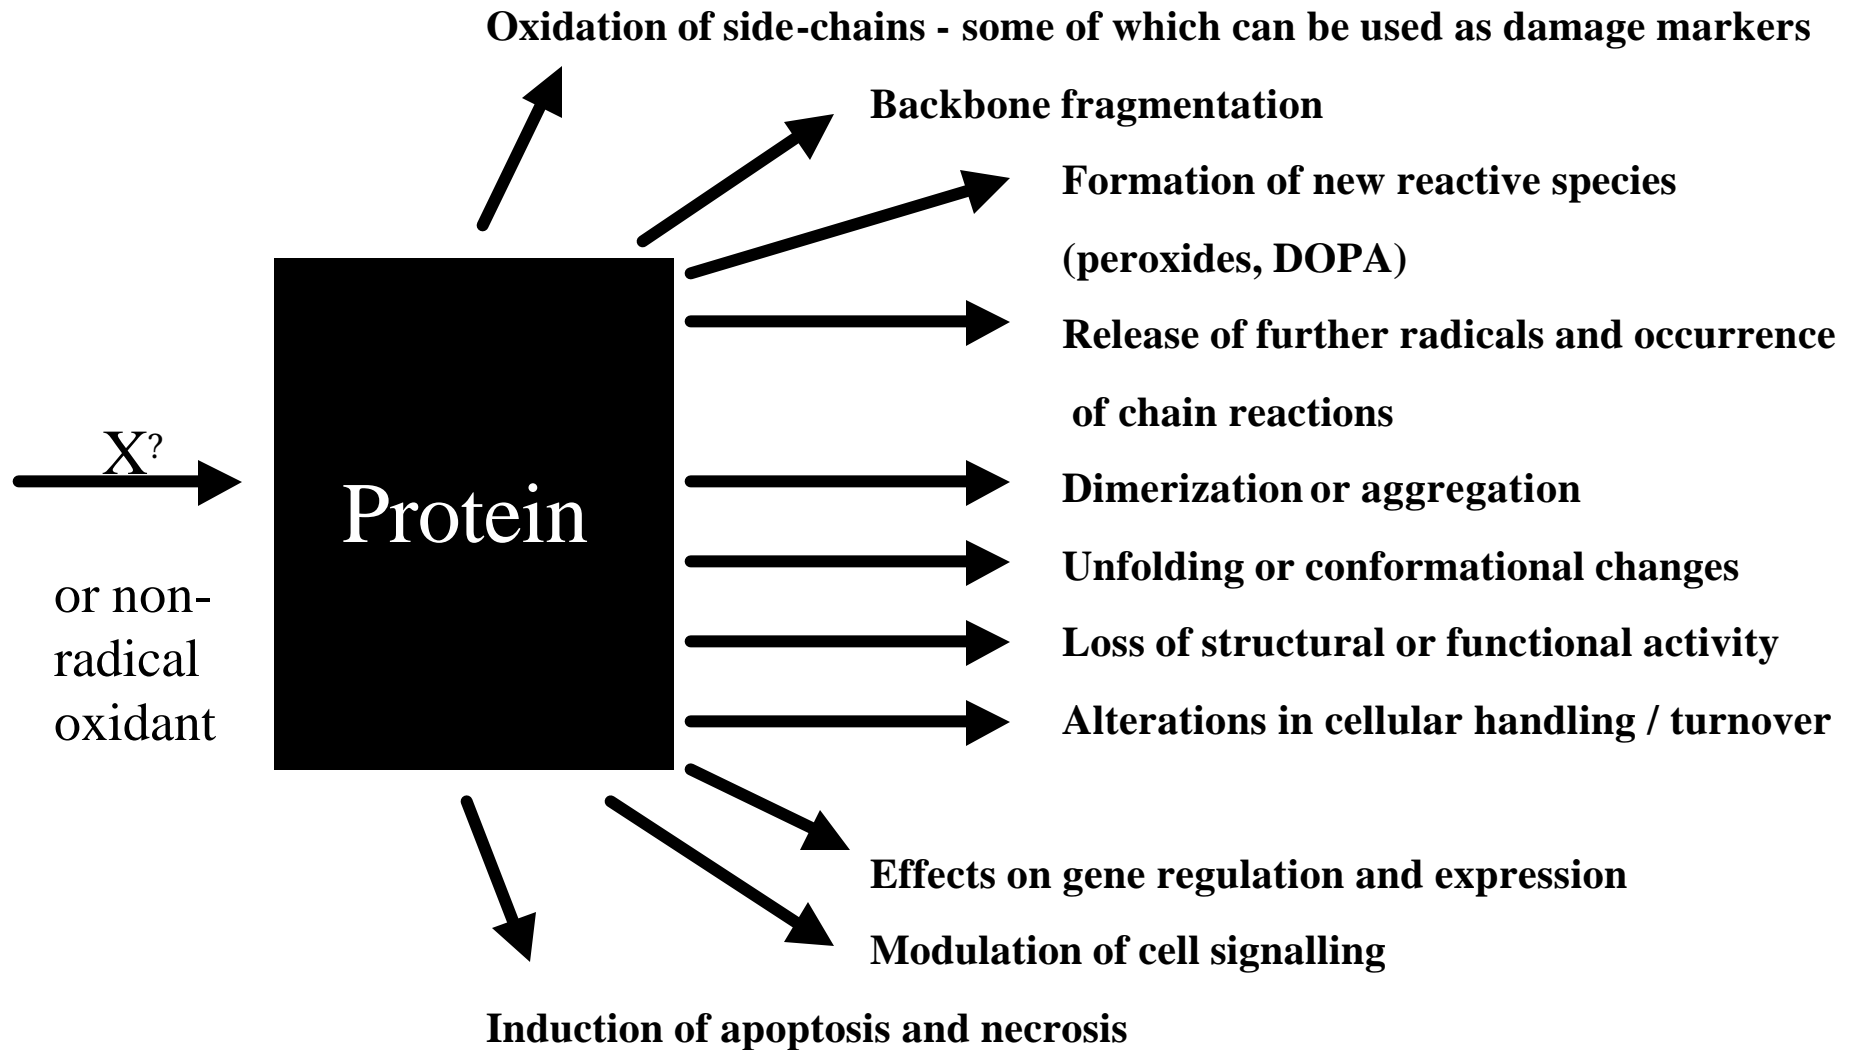 Oxidation of side-chains - some of which can be used as damage markers
Backbone fragmentation
Formation of new reactive species
(peroxides, DOPA)
Release of further radicals and occurrence
of chain reactions
X?
Protein
Dimerization or aggregation
Unfolding or conformational changes
or non-
radical
oxidant
Loss of structural or functional activity
Alterations in cellular handling / turnover
Effects on gene regulation and expression
Modulation of cell signalling
Induction of apoptosis and necrosis